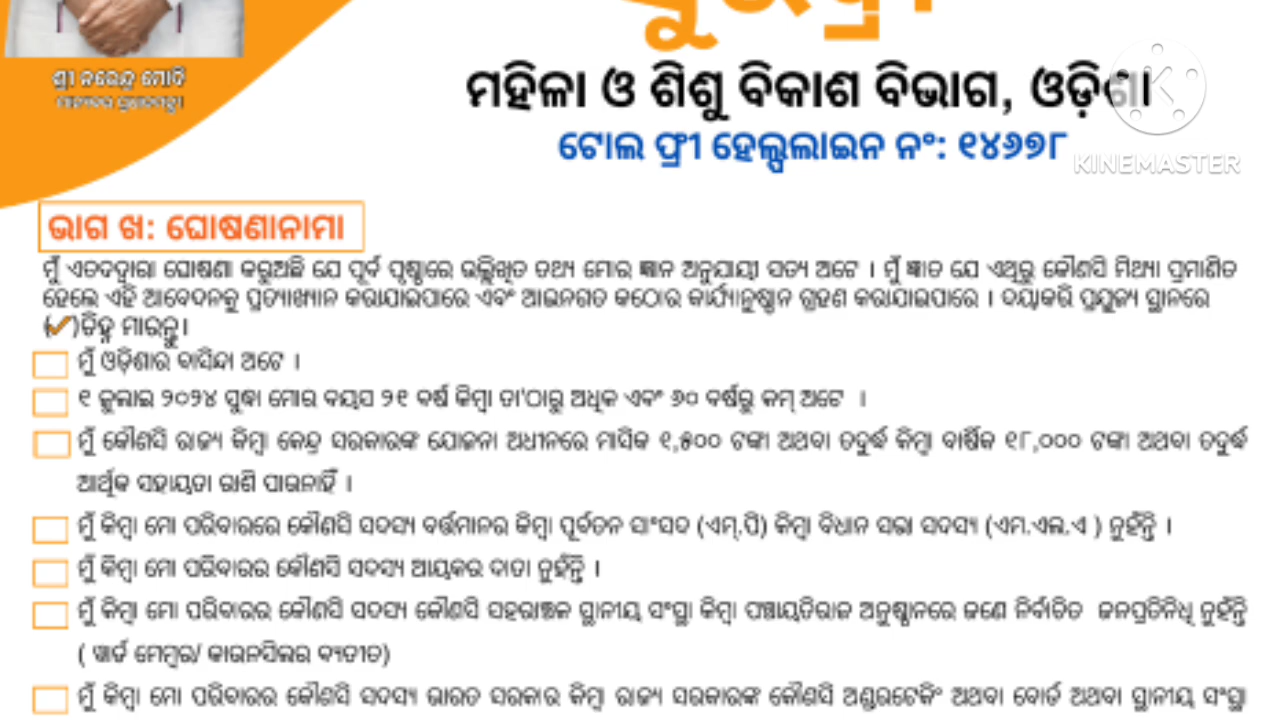 ଶ୍ରୀ ନରେନ୍ଦ୍ର ମୋଦି
ମହିଳା ଓ ଶିଶୁ ବିକାଶ ବିଭାଗ, ଓଡ଼ିଶା
KINEMASTER
ଟୋଲ ଫ୍ରୀ ହେଲ୍ପଲାଇନ ନଂ: ୧୪୬୭୮
ଭାଗ ଖ: ଘୋଷଣାନାମା
ମୁଁ ଏତଦଦ୍ୱାରା ଘୋଷଣା କରୁଅଛି ଯେ ପୂର୍ବ ପୃଷ୍ଠାରେ ଉଲ୍ଲିଖିତ ତଥ୍ୟ ମୋର ଜ୍ଞାନ ଅନୁଯାୟୀ ସତ୍ୟ ଅଟେ । ମୁଁ ଜ୍ଞାତ ଯେ ଏଥିରୁ କୌଣସି ମିଥ୍ୟା ପ୍ରମାଣିତ
ହେଲେ ଏହି ଆବେଦନକୁ ପ୍ରତ୍ୟାଖ୍ୟାନ କରାଯାଇପାରେ ଏବଂ ଆଇନଗତ କଠୋର କାର୍ଯ୍ୟାନୁଷ୍ଠାନ ଗ୍ରହଣ କରାଯାଇପାରେ । ଦୟାକରି ପ୍ରଯୁଜ୍ୟ ସ୍ଥାନରେ
(✔)ଚିହ୍ନ ମାରନ୍ତୁ।
ମୁଁ ଓଡ଼ିଶାର ବାସିନ୍ଦା ଅଟେ ।
୧ ଜୁଲାଇ ୨୦୨୪ ସୁଦ୍ଧା ମୋର ବୟସ ୨୧ ବର୍ଷ କିମ୍ବା ତା'ଠାରୁ ଅଧିକ ଏବଂ ୬୦ ବର୍ଷରୁ କମ୍ ଅଟେ ।
ମୁଁ କୌଣସି ରାଜ୍ୟ କିମ୍ବା କେନ୍ଦ୍ର ସରକାରଙ୍କ ଯୋଜନା ଅଧୀନରେ ମାସିକ ୧,୫୦୦ ଟଙ୍କା ଅଥବା ତଦୁର୍ଦ୍ଧ କିମ୍ବା ବାର୍ଷିକ ୧୮,୦୦୦ ଟଙ୍କା ଅଥବା ତଦୁର୍ଦ୍ଧ
ଆର୍ଥିକ ସହାୟତା ରାଶି ପାଉନାହିଁ ।
ମୁଁ କିମ୍ବା ମୋ ପରିବାରରେ କୌଣସି ସଦସ୍ୟ ବର୍ତ୍ତମାନର କିମ୍ବା ପୂର୍ବତନ ସାଂସଦ (ଏମ୍.ପି) କିମ୍ବା ବିଧାନ ସଭା ସଦସ୍ୟ (ଏମ.ଏଲ.ଏ ) ନୁହଁନ୍ତି ।
ମୁଁ କିମ୍ବା ମୋ ପରିବାରର କୌଣସି ସଦସ୍ୟ ଆୟକର ଦାତା ନୁହଁନ୍ତି ।
ମୁଁ କିମ୍ବା ମୋ ପରିବାରର କୌଣସି ସଦସ୍ୟ କୌଣସି ସହରାଞ୍ଚଳ ସ୍ଥାନୀୟ ସଂସ୍ଥା କିମ୍ବା ପଞ୍ଚାୟତିରାଜ ଅନୁଷ୍ଠାନରେ ଜଣେ ନିର୍ବାଚିତ ଜନପ୍ରତିନିଧି ନୁହଁନ୍ତି
( ୱାର୍ଡ ମେମ୍ବର/ କାଉନସିଲର ବ୍ୟତୀତ)
ମୁଁ କିମ୍ବା ମୋ ପରିବାରର କୌଣସି ସଦସ୍ୟ ଭାରତ ସରକାର କିମ୍ବା ରାଜ୍ୟ ସରକାରଙ୍କ କୌଣସି ଅଣ୍ଡରଟେକିଂ ଅଥବା ବୋର୍ଡ ଅଥବା ସ୍ଥାନୀୟ ସଂସ୍ଥା